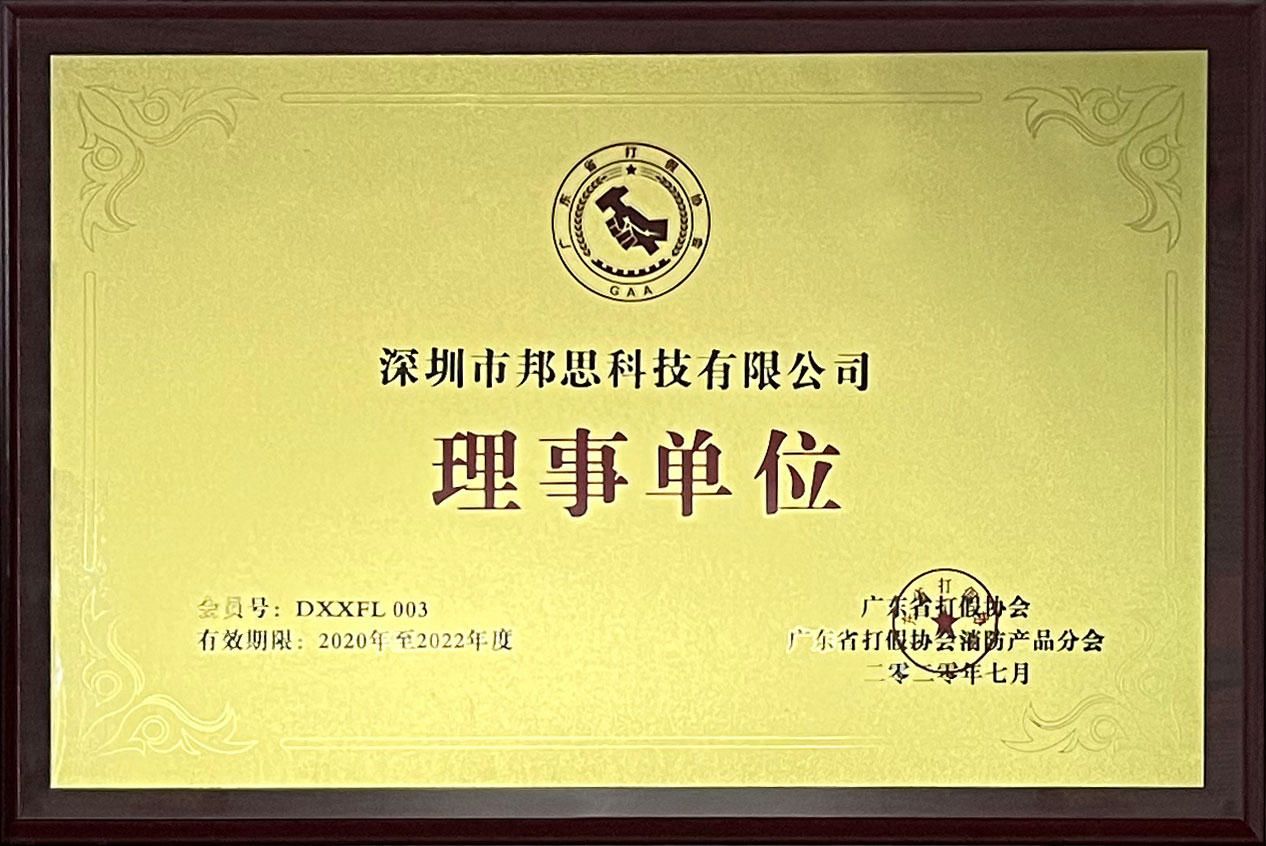 广东省打假协会
GAA
深圳市邦思科技有限公司
理事单位
会员号：DXXFL 003
有效期限：2020年至2022年度
广东省打假协会
广东省打假协会消防产品分会
二零二零年七月